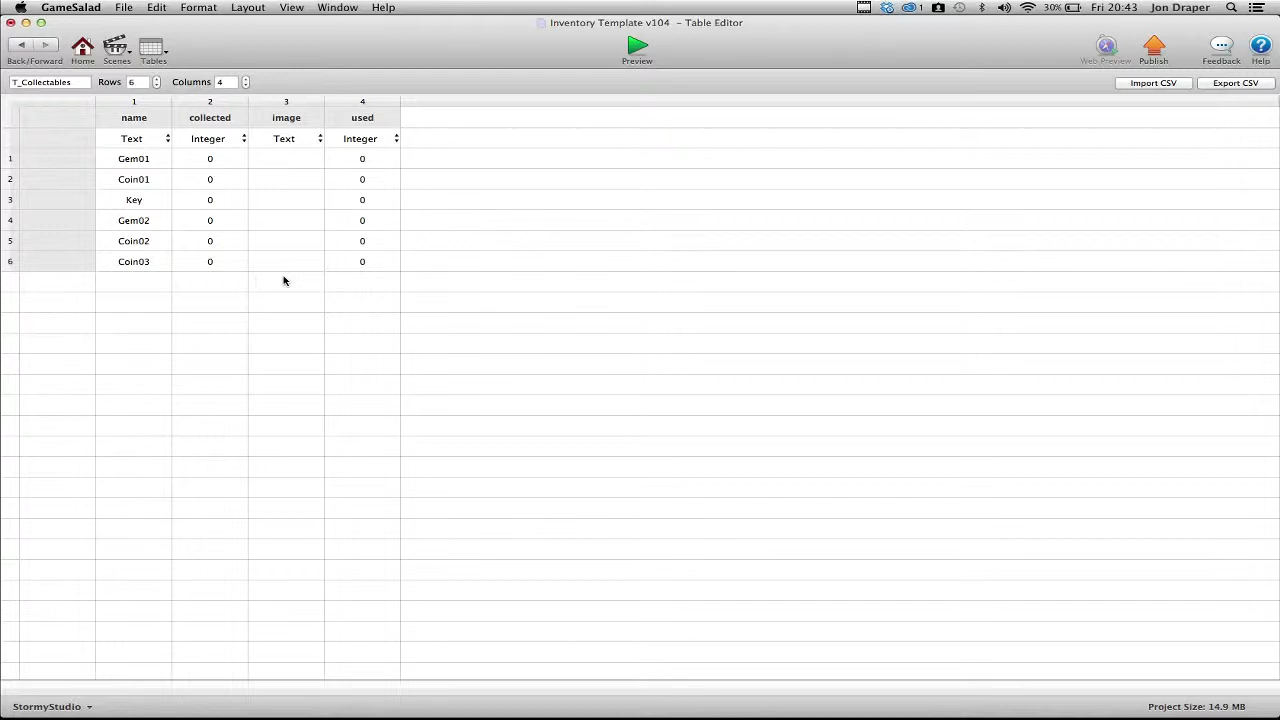 GameSalad File Edit Format Layout View Window Help 1 30% Fri 20:43 Jon Draper
Inventory Template v104 – Table Editor
Back/Forward Home Scenes Tables Preview Web Preview Publish Feedback Help
T_Collectables Rows 6 Columns 4 Import CSV Export CSV
1 2 3 4
name collected image used
Text Integer Text Integer
1 Gem01 0 0
2 Coin01 0 0
3 Key 0 0
4 Gem02 0 0
5 Coin02 0 0
6 Coin03 0 0
StormyStudio Project Size: 14.9 MB